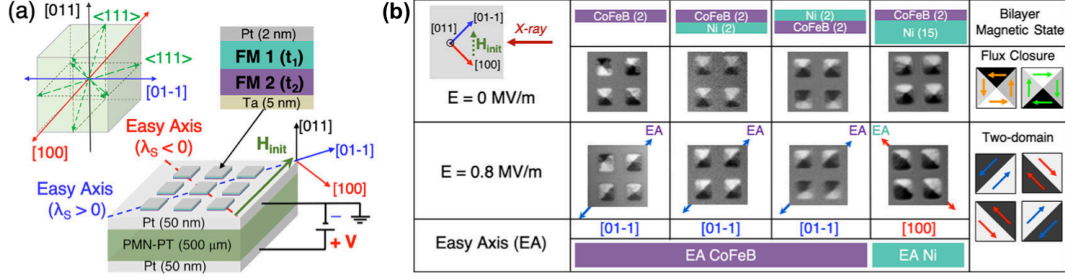 (a)
[011]
<111>
<111>
[01-1]
[100]
Pt (2 nm)
FM 1 (t₁)
FM 2 (t₂)
Ta (5 nm)
Easy Axis
(λS < 0)
Easy Axis
(λS > 0)
[011]
Hinit
[01-1]
[100]
Pt (50 nm)
PMN-PT (500 μm)
Pt (50 nm)
−
+ V
(b)
[011]
[01-1]
Hinit
[100]
X-ray
CoFeB (2)
CoFeB (2)
Ni (2)
Ni (2)
CoFeB (2)
CoFeB (2)
Ni (15)
Bilayer
Magnetic State
E = 0 MV/m
Flux Closure
E = 0.8 MV/m
EA
EA
EA
EA
Two-domain
Easy Axis (EA)
[01-1]
[01-1]
[01-1]
[100]
EA CoFeB
EA Ni